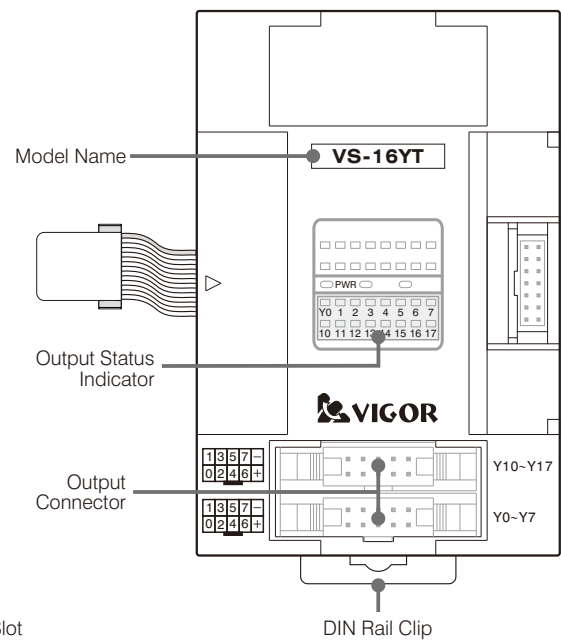 Model Name
VS-16YT
PWR
Y0 1 2 3 4 5 6 7
10 11 12 13 14 15 16 17
Output Status
Indicator
VIGOR
1 3 5 7 −
0 2 4 6 +
Y10~Y17
Output
Connector
1 3 5 7 −
0 2 4 6 +
Y0~Y7
DIN Rail Clip